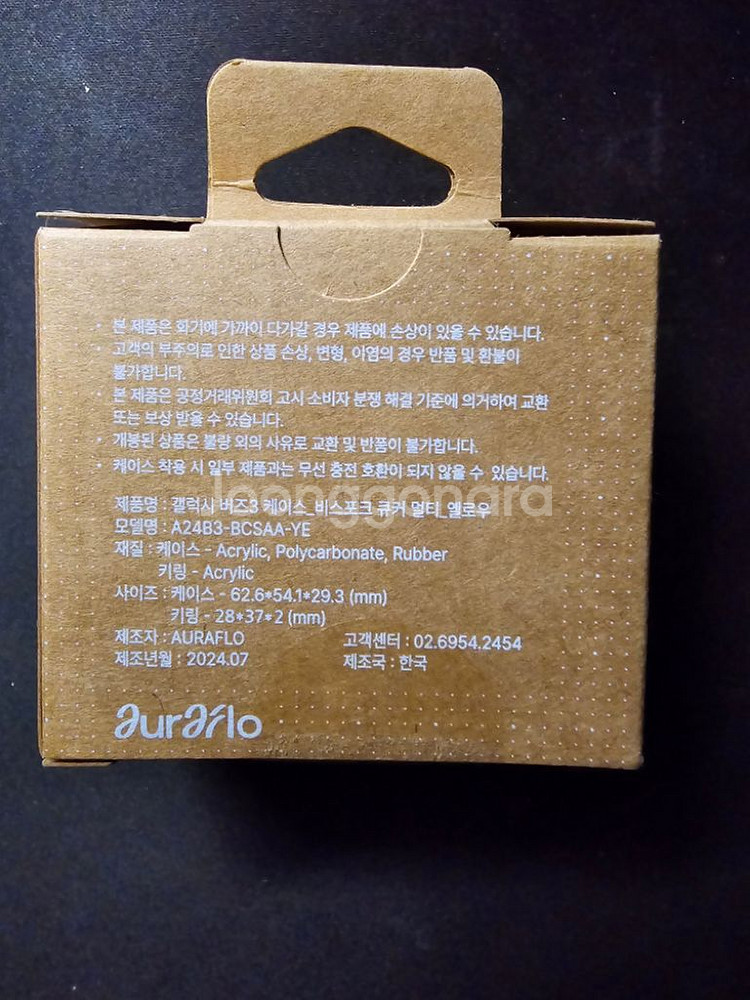 • 본 제품은 화기에 가까이 다가갈 경우 제품에 손상이 있을 수 있습니다.
• 고객의 부주의로 인한 상품 손상, 변형, 이염의 경우 반품 및 환불이
불가합니다.
• 본 제품은 공정거래위원회 고시 소비자 분쟁 해결 기준에 의거하여 교환
또는 보상 받을 수 있습니다.
• 개봉된 상품은 불량 외의 사유로 교환 및 반품이 불가합니다.
• 케이스 착용 시 일부 제품과는 무선 충전 호환이 되지 않을 수 있습니다.
joonggonara
제품명 : 갤럭시 버즈3 케이스_비스포크 큐커 멀티_옐로우
모델명 : A24B3-BCSAA-YE
재질 : 케이스 - Acrylic, Polycarbonate, Rubber
키링 - Acrylic
사이즈 : 케이스 - 62.6*54.1*29.3 (mm)
키링 - 28*37*2 (mm)
제조자 : AURAFLO 고객센터 : 02.6954.2454
제조년월 : 2024.07 제조국 : 한국
auraflo